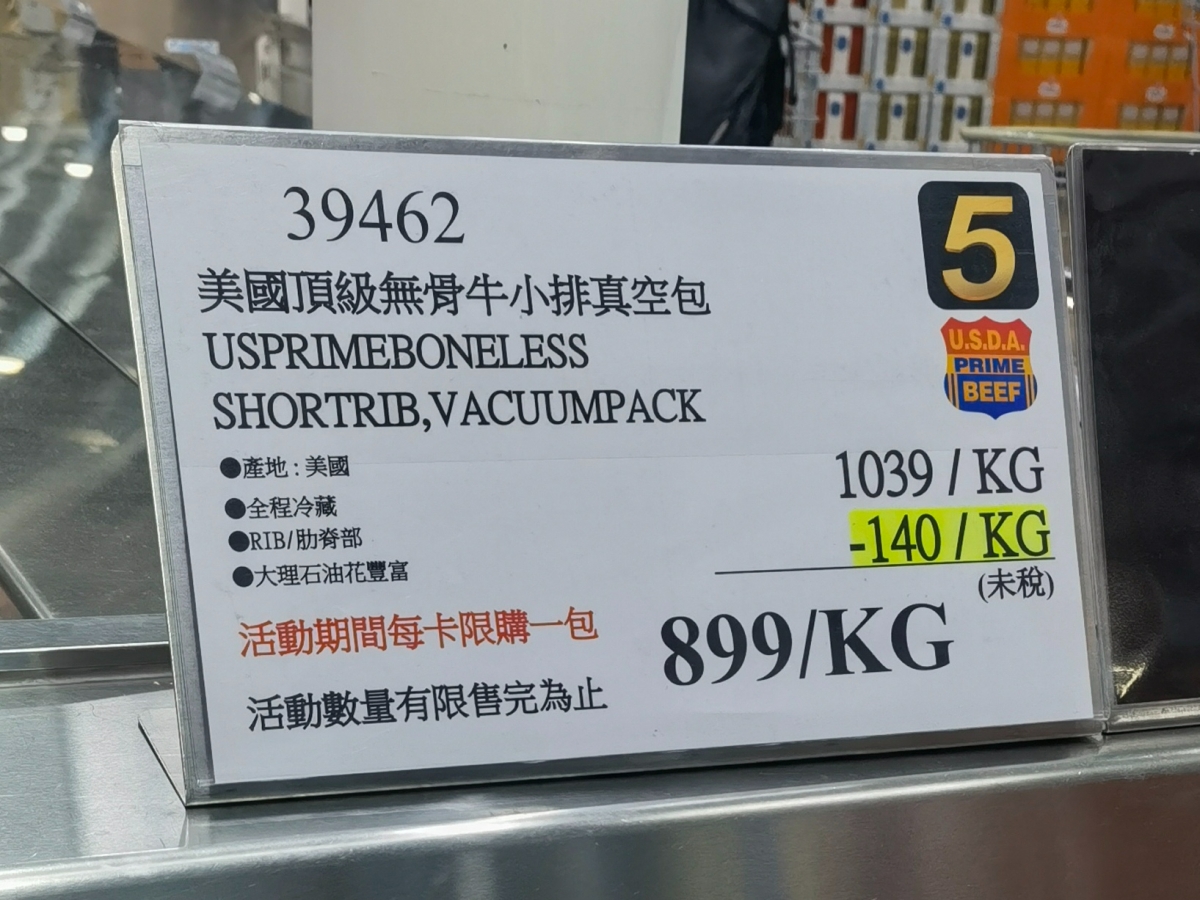 39462
5
美國頂級無骨牛小排真空包
USPRIMEBONELESS
SHORTRIB,VACUUMPACK
U.S.D.A.
PRIME
BEEF
●產地:美國
●全程冷藏
●RIB/肋脊部
●大理石油花豐富
1039 / KG
-140 / KG
(未稅)
899/KG
活動期間每卡限購一包
活動數量有限售完為止